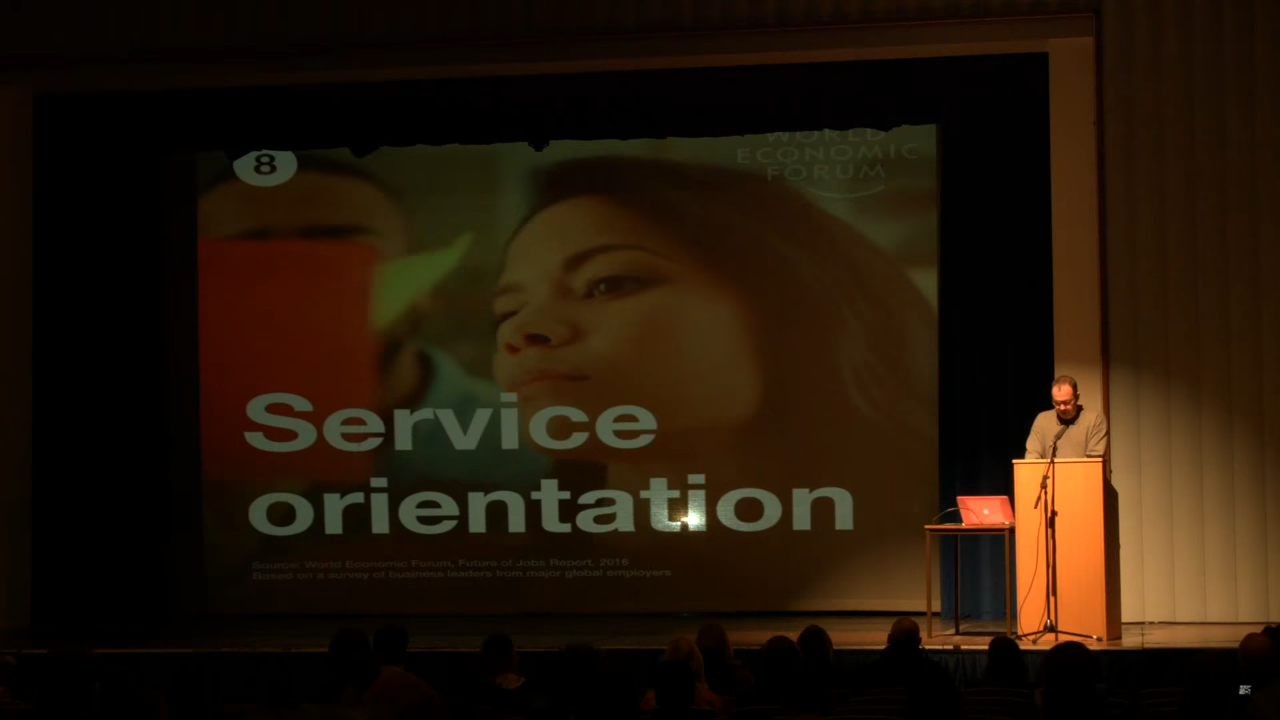 8
WORLD
ECONOMIC
FORUM
Service
orientation
Source: World Economic Forum, Future of Jobs Report, 2016
Based on a survey of business leaders from major global employers